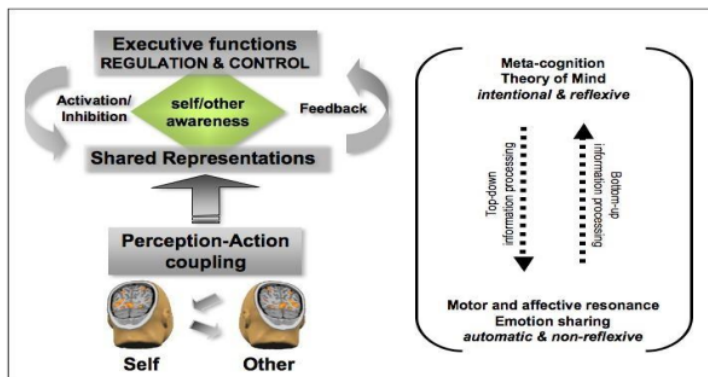 Executive functions
REGULATION & CONTROL
Activation/
Inhibition
self/other
awareness
Feedback
Shared Representations
Perception-Action
coupling
Self
Other
Meta-cognition
Theory of Mind
intentional & reflexive
Top-down
information processing
Bottom-up
information processing
Motor and affective resonance
Emotion sharing
automatic & non-reflexive